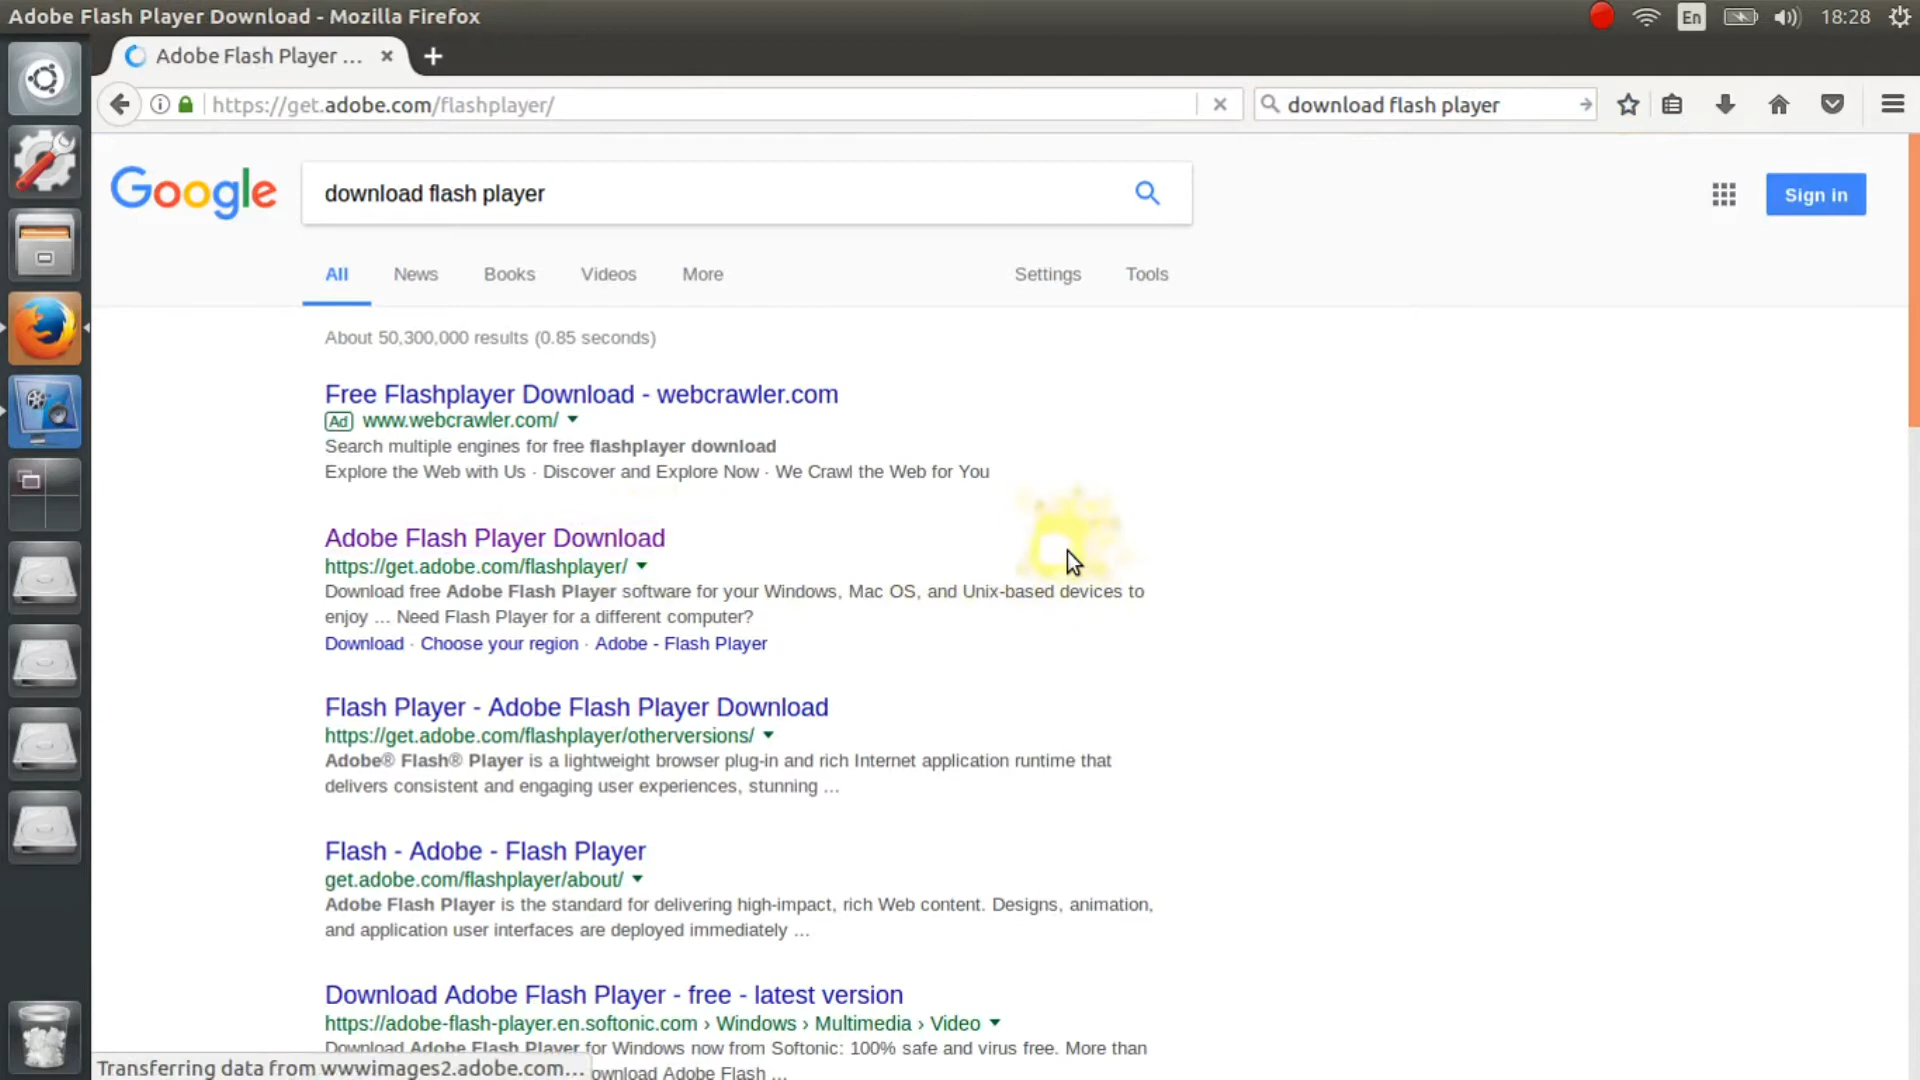 Adobe Flash Player Download - Mozilla Firefox
En
18:28
Adobe Flash Player ...
https://get.adobe.com/flashplayer/
download flash player
Google
download flash player
Sign in
All
News
Books
Videos
More
Settings
Tools
About 50,300,000 results (0.85 seconds)
Free Flashplayer Download - webcrawler.com
Ad www.webcrawler.com/
Search multiple engines for free flashplayer download
Explore the Web with Us · Discover and Explore Now · We Crawl the Web for You
Adobe Flash Player Download
https://get.adobe.com/flashplayer/
Download free Adobe Flash Player software for your Windows, Mac OS, and Unix-based devices to
enjoy ... Need Flash Player for a different computer?
Download · Choose your region · Adobe - Flash Player
Flash Player - Adobe Flash Player Download
https://get.adobe.com/flashplayer/otherversions/
Adobe® Flash® Player is a lightweight browser plug-in and rich Internet application runtime that
delivers consistent and engaging user experiences, stunning ...
Flash - Adobe - Flash Player
get.adobe.com/flashplayer/about/
Adobe Flash Player is the standard for delivering high-impact, rich Web content. Designs, animation,
and application user interfaces are deployed immediately ...
Download Adobe Flash Player - free - latest version
https://adobe-flash-player.en.softonic.com › Windows › Multimedia › Video
Download Adobe Flash Player for Windows now from Softonic: 100% safe and virus free. More than
Transferring data from wwwimages2.adobe.com...
ownload Adobe Flash ...